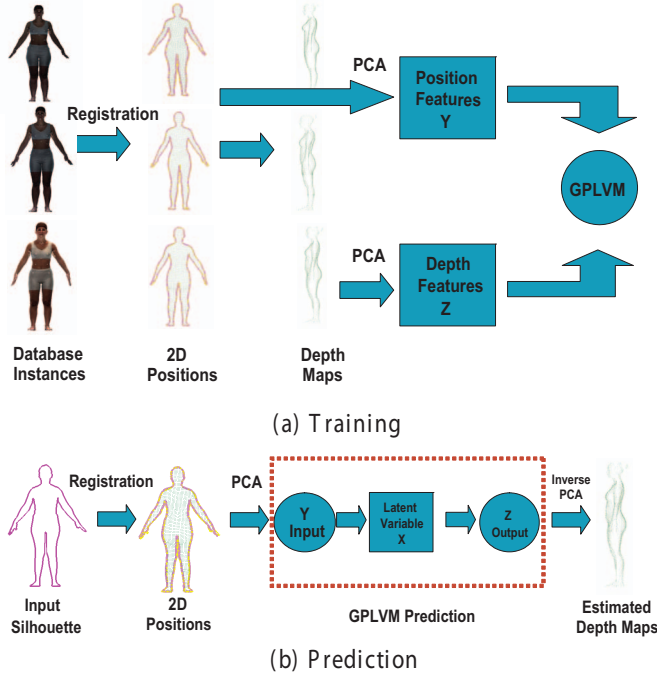 PCA
Position
Features
Y
Registration
GPLVM
PCA
Depth
Features
Z
Database
Instances
2D
Positions
Depth
Maps
(a) Training
Registration
PCA
Inverse
PCA
Y
Input
Latent
Variable
X
Z
Output
Input
Silhouette
2D
Positions
GPLVM Prediction
Estimated
Depth Maps
(b) Prediction